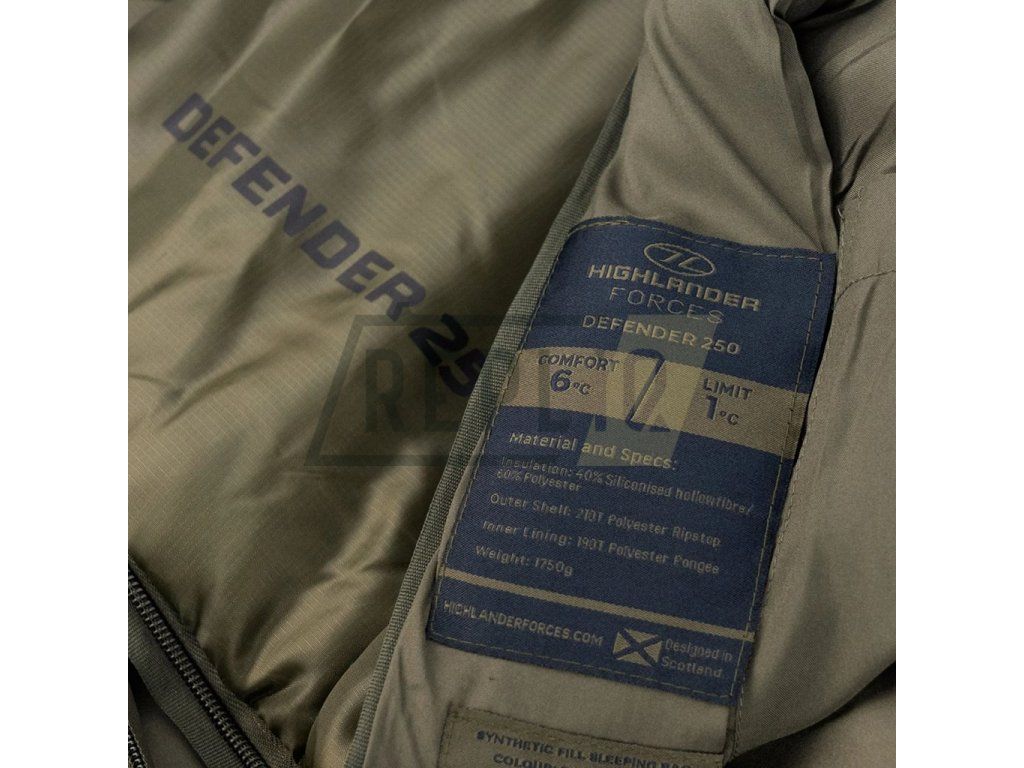 DEFENDER 25
HIGHLANDER
FORCES
DEFENDER 250
COMFORT
6°C
LIMIT
1°C
Material and Specs:
Insulation: 40% Siliconised hollowfibre/
60% Polyester
Outer Shell: 210T Polyester Ripstop
Inner Lining: 190T Polyester Pongee
Weight: 1750g
HIGHLANDERFORCES.COM
Designed in
Scotland
SYNTHETIC FILL SLEEPING BAG